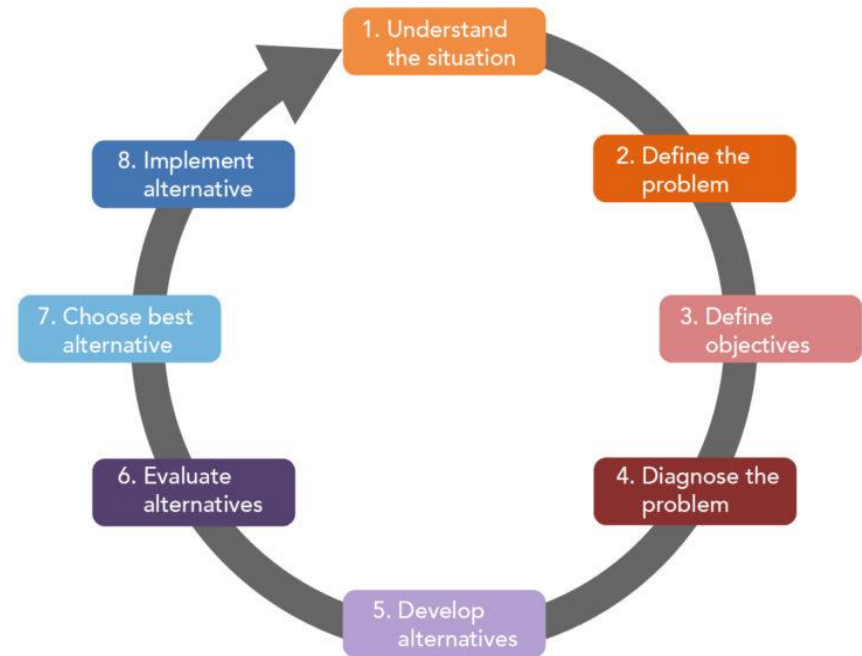 1. Understand
the situation
2. Define the
problem
3. Define
objectives
4. Diagnose the
problem
5. Develop
alternatives
6. Evaluate
alternatives
7. Choose best
alternative
8. Implement
alternative